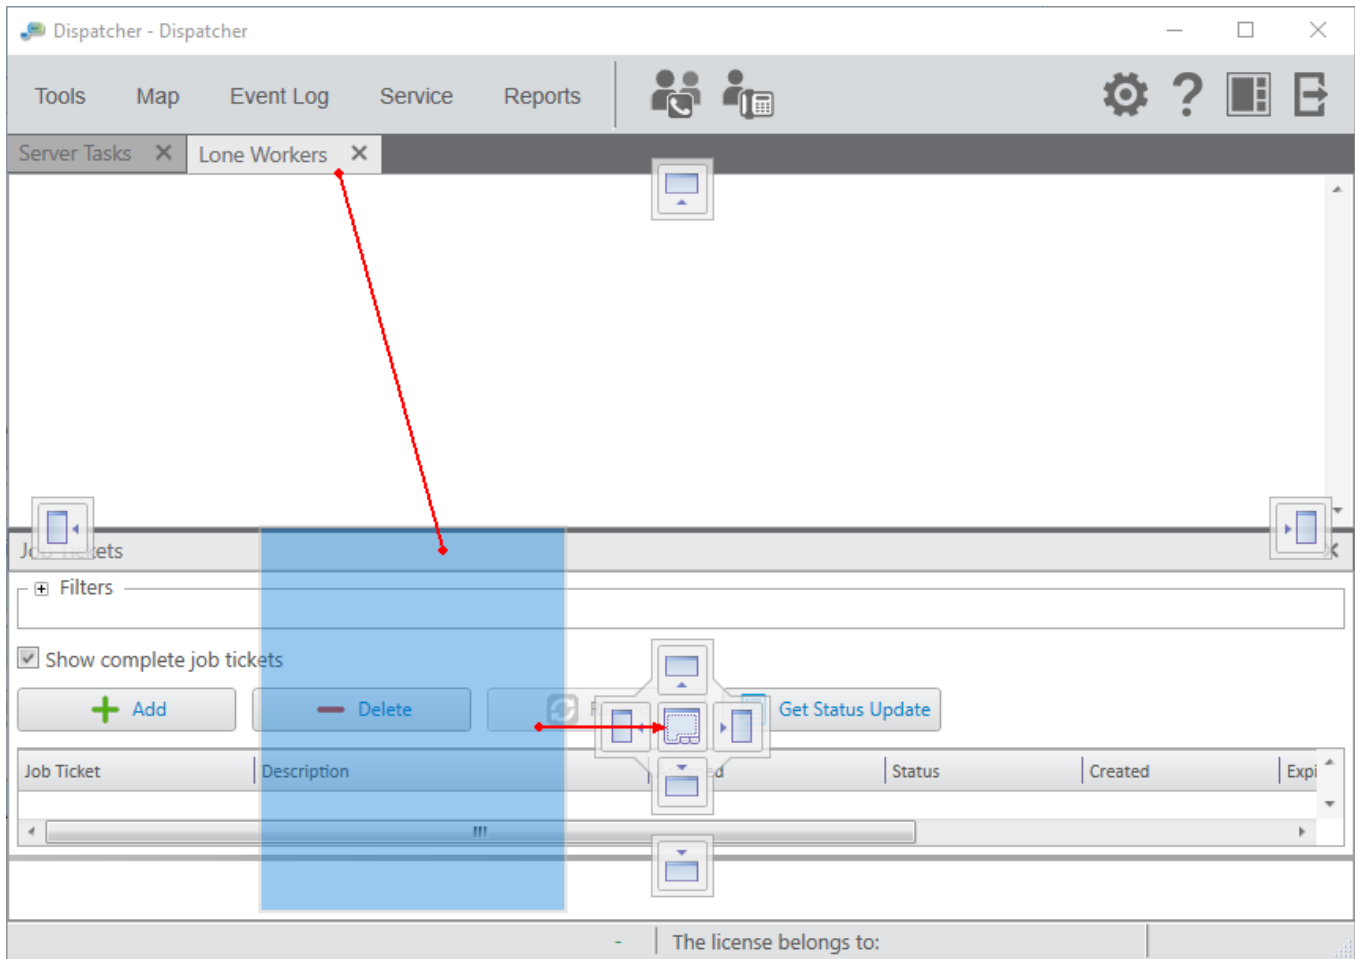 Dispatcher - Dispatcher
Tools Map Event Log Service Reports
Server Tasks Lone Workers
Filters
Show complete job tickets
Add Delete Get Status Update
Job Ticket Description Status Created
The license belongs to: